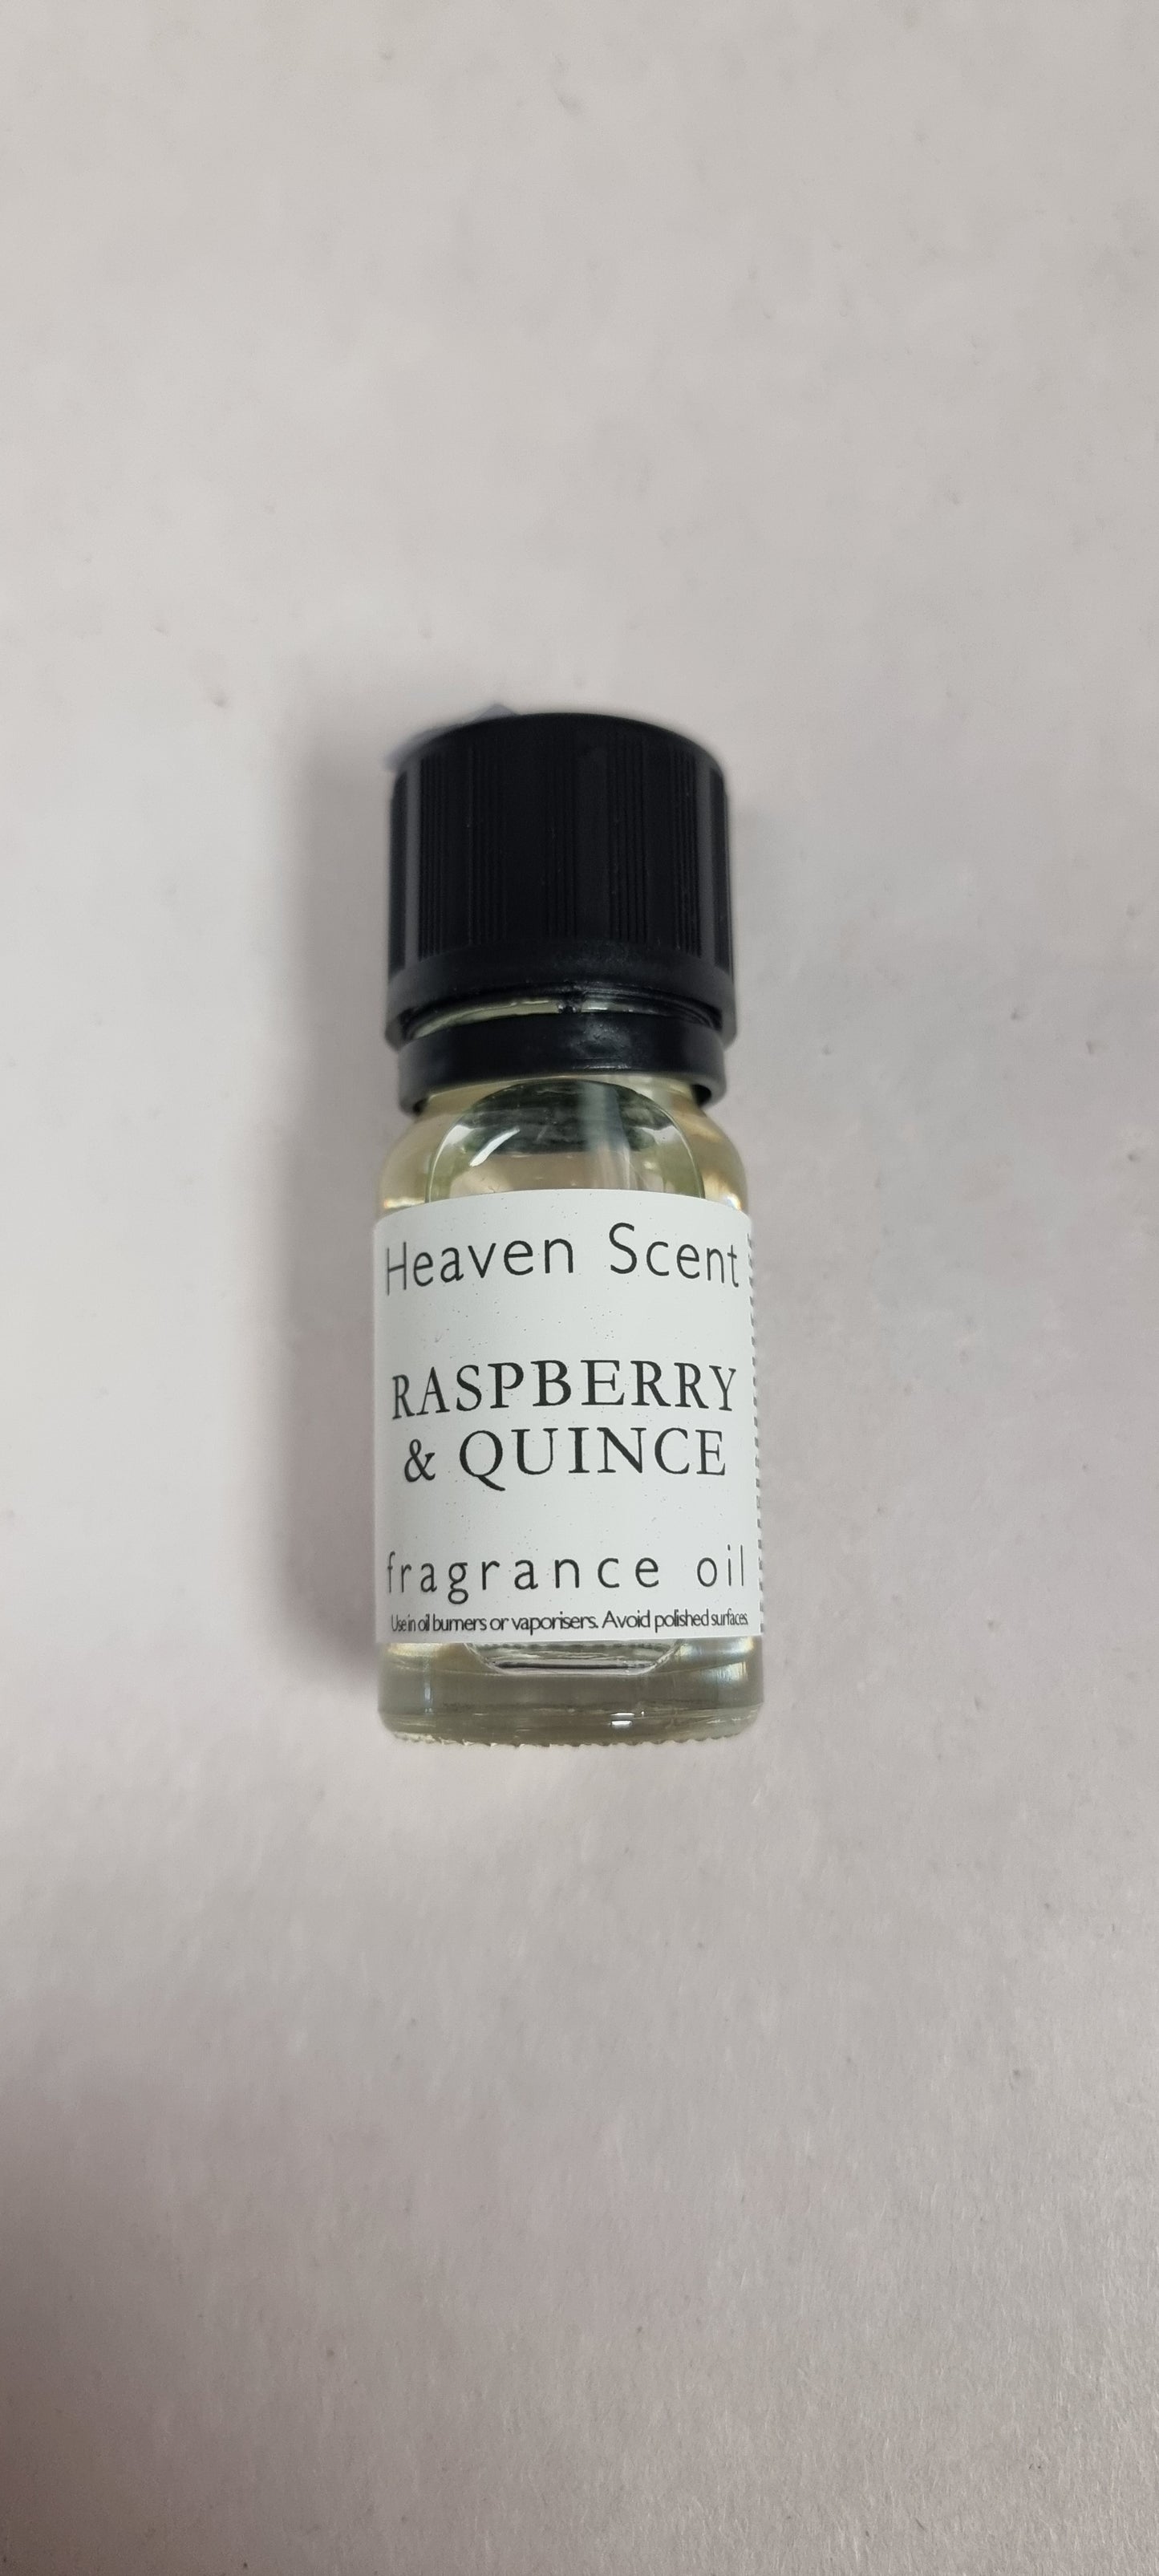 Heaven Scent
RASPBERRY
& QUINCE
fragrance oil
Use in oil burners or vaporisers. Avoid polished surfaces.